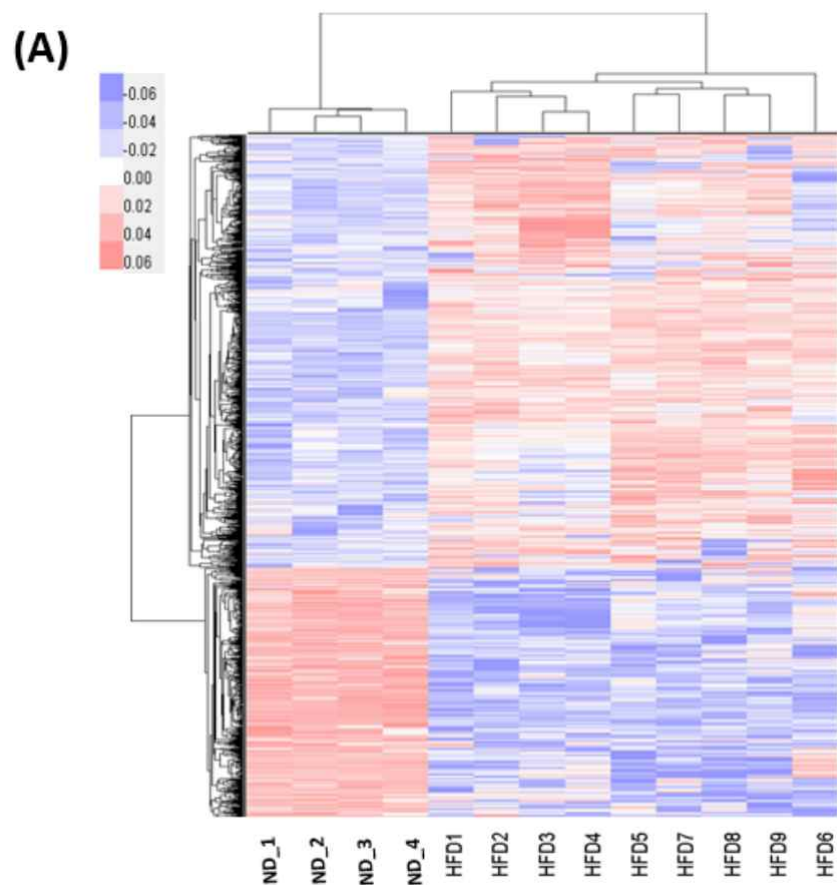 (A)
-0.06
-0.04
-0.02
0.00
0.02
0.04
0.06
ND_1
ND_2
ND_3
ND_4
HFD1
HFD2
HFD3
HFD4
HFD5
HFD7
HFD8
HFD9
HFD6